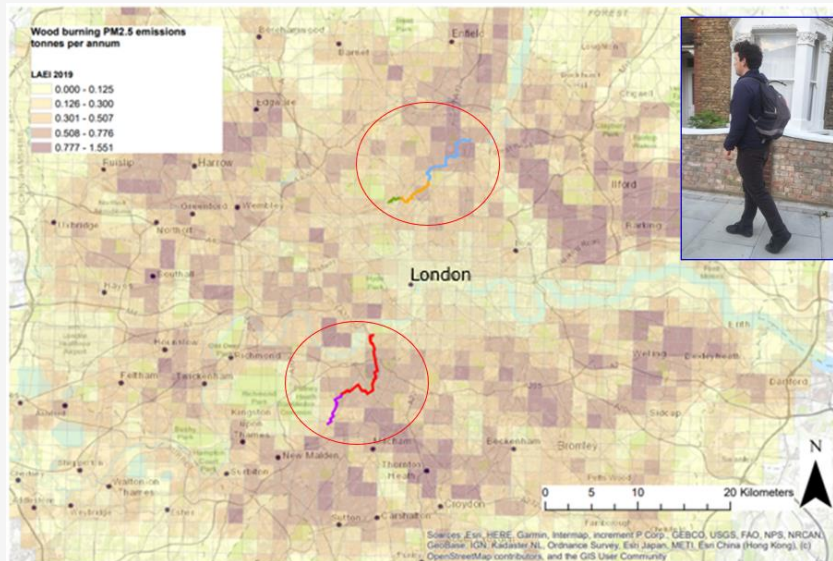 Wood burning PM2.5 emissions
tonnes per annum
LAEI 2019
0.000 - 0.125
0.126 - 0.300
0.301 - 0.507
0.508 - 0.776
0.777 - 1.551
Enfield
Barnet
Edgware
Ruislip
Harrow
Ilford
Greenford
Wembley
Barking
Uxbridge
Northolt
London
Southall
Hayes
Erith
Hounslow
Richmond
Welling
Bexleyheath
Feltham
Twickenham
Dartford
Richmond
Park
Kingston
upon
Thames
Sidcup
Mitcham
Beckenham
Bromley
New Malden
Thornton
Heath
Surbiton
Walton-on
Thames
Weybridge
Esher
Croydon
Sutton
Carshalton
N
0 5 10 20 Kilometers
Sources: Esri, HERE, Garmin, Intermap, increment P Corp., GEBCO, USGS, FAO, NPS, NRCAN,
GeoBase, IGN, Kadaster NL, Ordnance Survey, Esri Japan, METI, Esri China (Hong Kong), (c)
OpenStreetMap contributors, and the GIS User Community